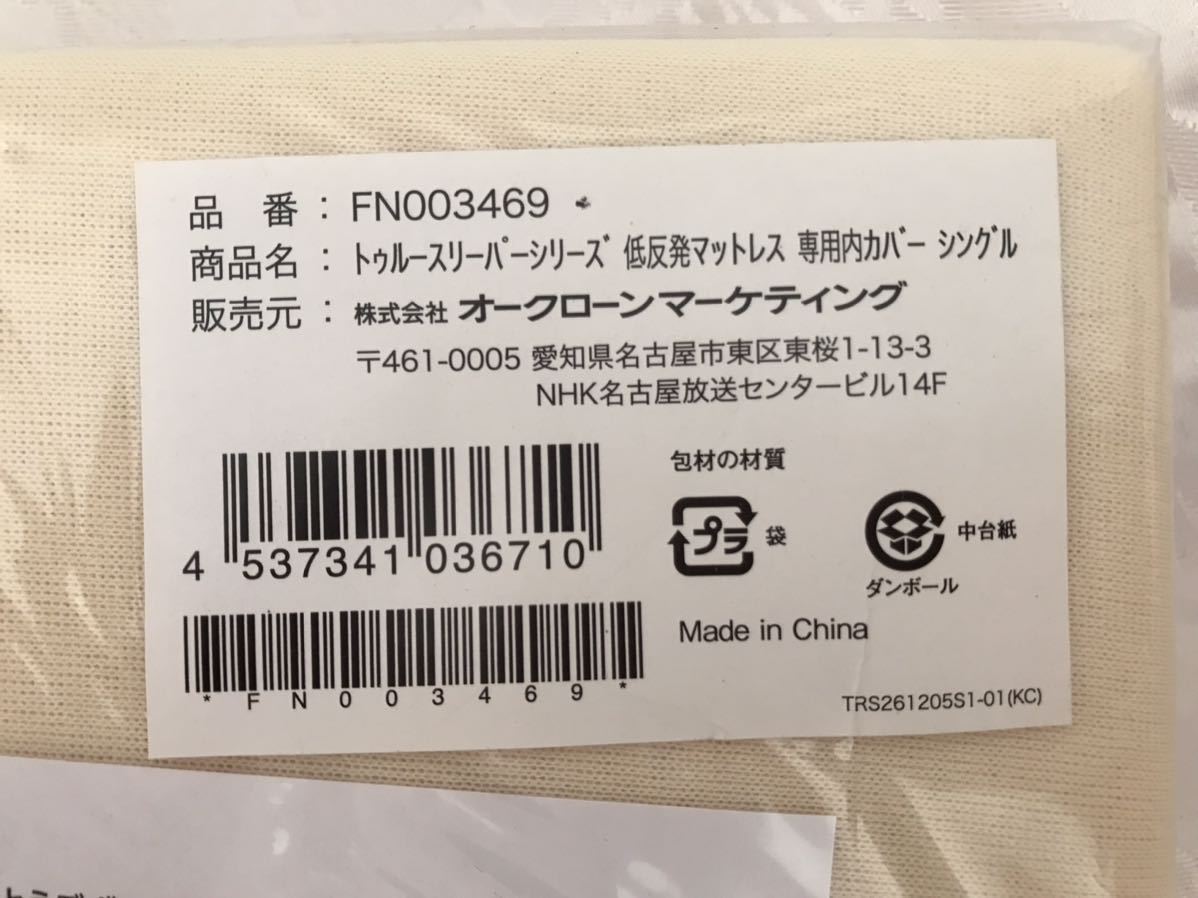 品　番 : FN003469
商品名 : ﾄｩﾙｰｽﾘｰﾊﾟｰｼﾘｰｽﾞ 低反発ﾏｯﾄﾚｽ 専用内ｶﾊﾞｰ ｼﾝｸﾞﾙ
販売元 : 株式会社 オークローンマーケティング
〒461-0005 愛知県名古屋市東区東桜1-13-3
NHK名古屋放送センタービル14F
包材の材質
プラ 袋
中台紙
ダンボール
4 537341 036710
Made in China
*FN003469*
TRS261205S1-01(KC)